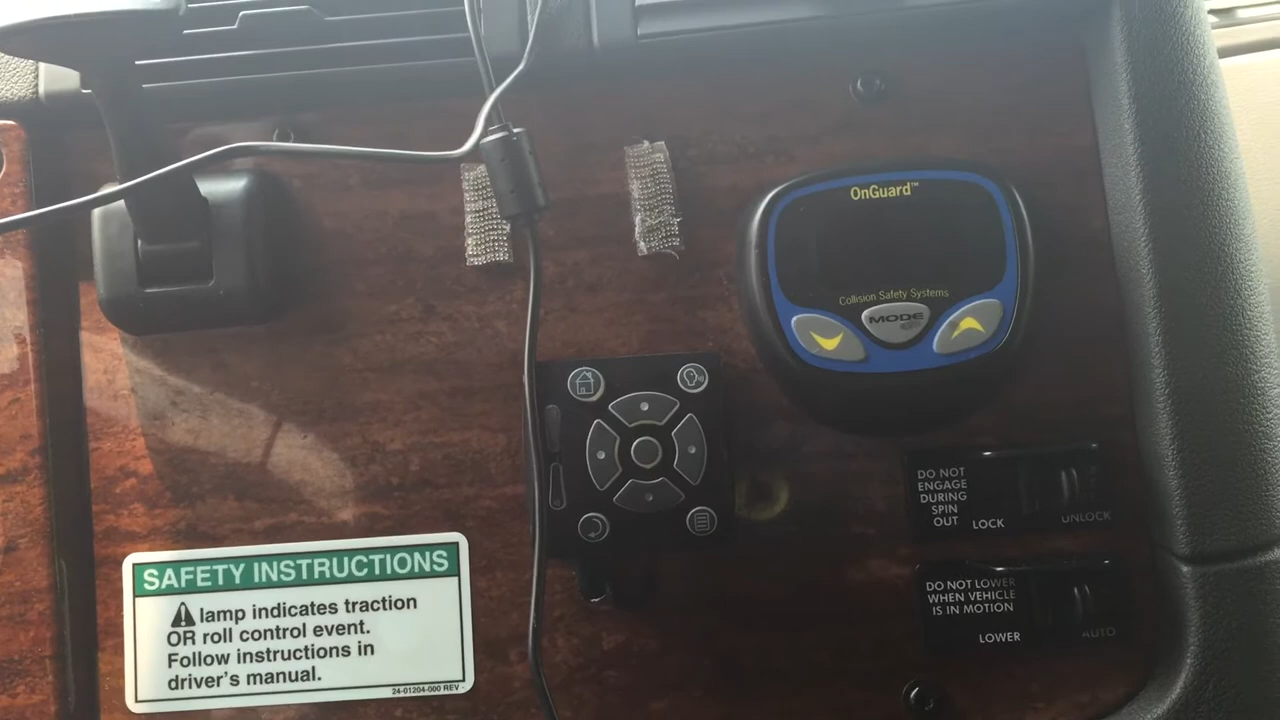 OnGuard™
Collision Safety Systems
MODE
DO NOT
ENGAGE
DURING
SPIN
OUT
LOCK
UNLOCK
DO NOT LOWER
WHEN VEHICLE
IS IN MOTION
LOWER
AUTO
SAFETY INSTRUCTIONS
lamp indicates traction
OR roll control event.
Follow instructions in
driver's manual.
24-01204-000 REV -